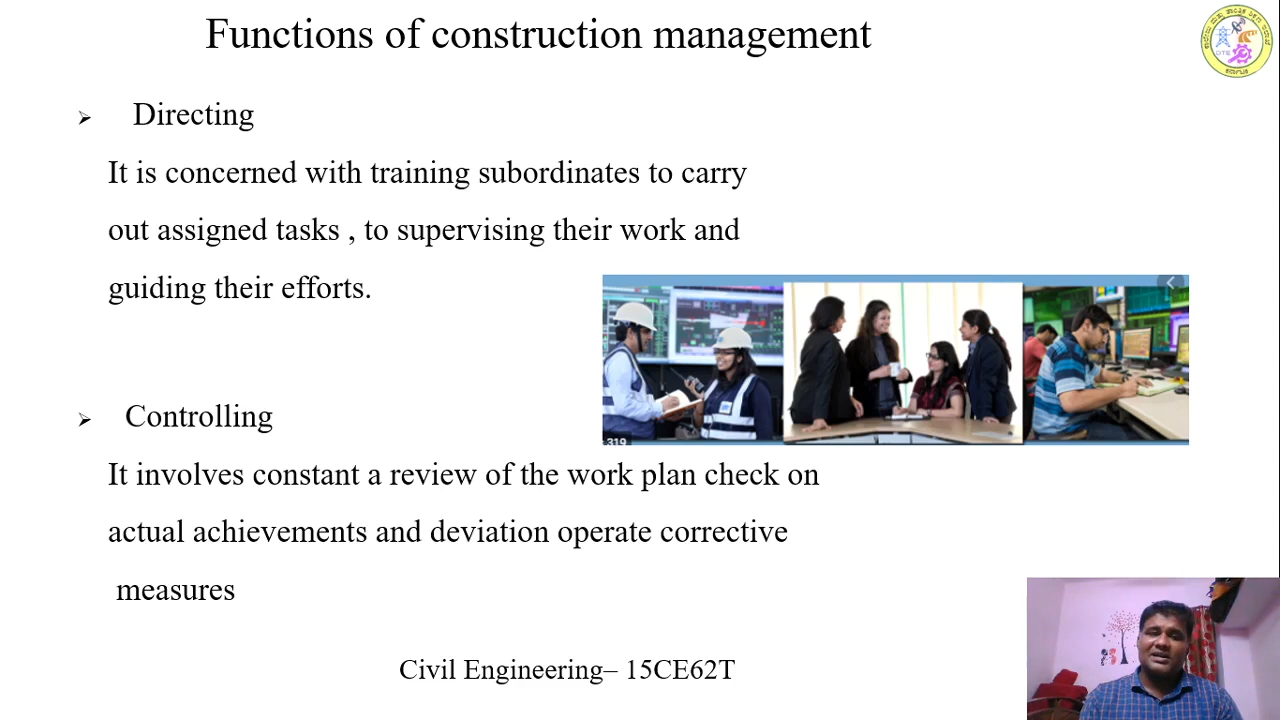 Functions of construction management
Directing
It is concerned with training subordinates to carry
out assigned tasks , to supervising their work and
guiding their efforts.
319
Controlling
It involves constant a review of the work plan check on
actual achievements and deviation operate corrective
measures
Civil Engineering– 15CE62T
DTE